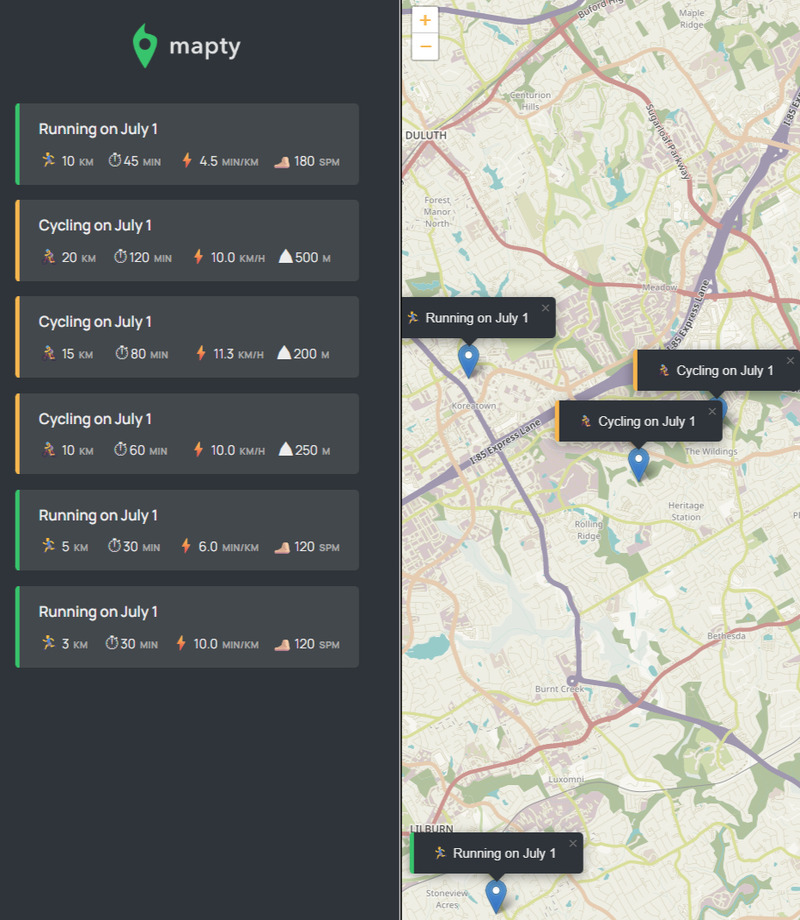 mapty
Running on July 1
10 KM 45 MIN 4.5 MIN/KM 180 SPM
Cycling on July 1
20 KM 120 MIN 10.0 KM/H 500 M
Cycling on July 1
15 KM 80 MIN 11.3 KM/H 200 M
Cycling on July 1
10 KM 60 MIN 10.0 KM/H 250 M
Running on July 1
5 KM 30 MIN 6.0 MIN/KM 120 SPM
Running on July 1
3 KM 30 MIN 10.0 MIN/KM 120 SPM
+
−
Maple
Ridge
Centurion
Hills
Sugarloaf Parkway
DULUTH
Forest
Manor
North
Meadow
I 85 Express Lane
Running on July 1 ×
Cycling on July 1 ×
Cycling on July 1 ×
Koreatown
I 85 Express Lane
The Wildings
Heritage
Station
Rolling
Ridge
Bethesda
Burnt Creek
Luxomni
LILBURN
Running on July 1 ×
Stoneview
Acres